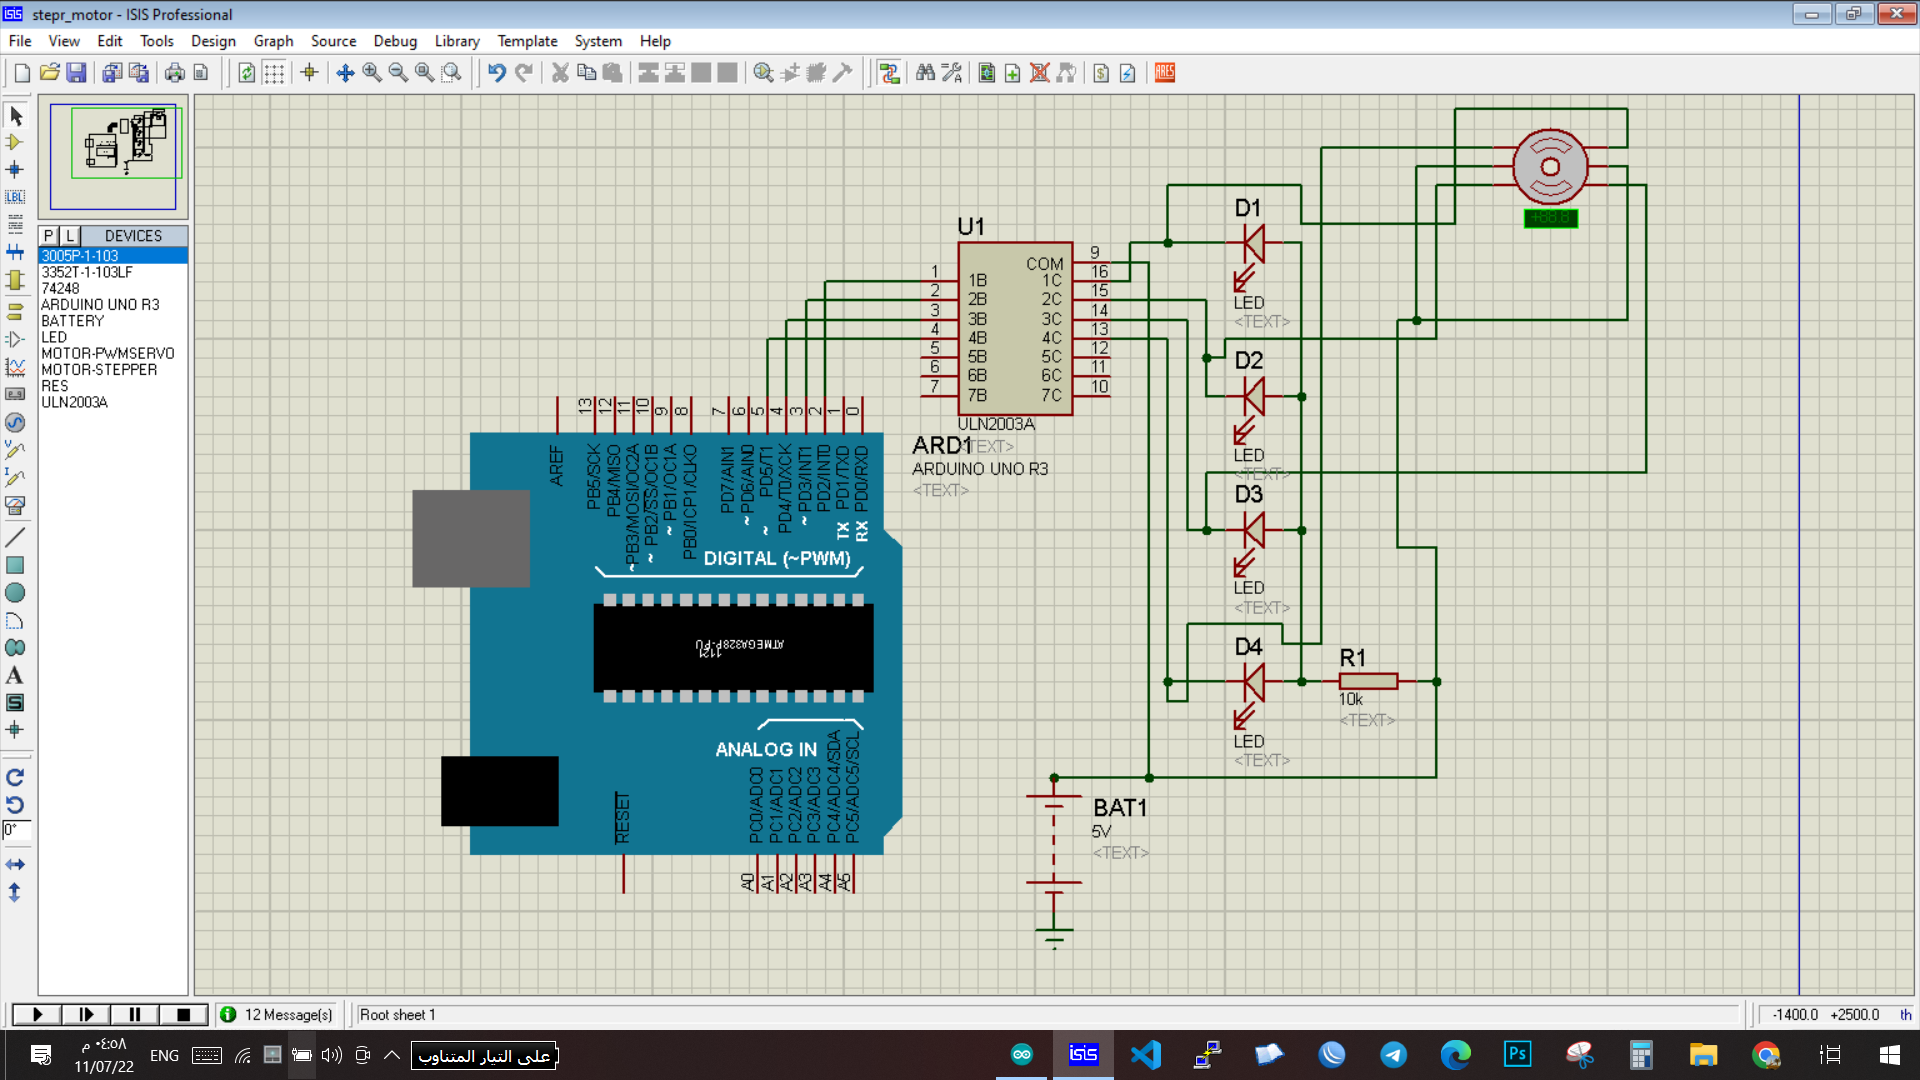 stepr_motor - ISIS Professional
File View Edit Tools Design Graph Source Debug Library Template System Help
P L DEVICES
3005P-1-103
3352T-1-103LF
74248
ARDUINO UNO R3
BATTERY
LED
MOTOR-PWMSERVO
MOTOR-STEPPER
RES
ULN2003A
LBL
A
S
0°
ARES
U1
1 1B
2 2B
3 3B
4 4B
5 5B
6 6B
7 7B
COM 9
1C 16
2C 15
3C 14
4C 13
5C 12
6C 11
7C 10
ULN2003A
<TEXT>
ARD1
ARDUINO UNO R3
<TEXT>
13 12 11 10 9 8 7 6 5 4 3 2 1 0
AREF
PB5/SCK
PB4/MISO
~PB3/MOSI/OC2A
~PB2/SS/OC1B
~PB1/OC1A
PB0/ICP1/CLKO
PD7/AIN1
~PD6/AIN0
~PD5/T1
PD4/T0/XCK
~PD3/INT1
PD2/INT0
TX PD1/TXD
RX PD0/RXD
DIGITAL (~PWM)
ATMEGA328P-PU
1121
ANALOG IN
RESET
PC0/ADC0
PC1/ADC1
PC2/ADC2
PC3/ADC3
PC4/ADC4/SDA
PC5/ADC5/SCL
A0 A1 A2 A3 A4 A5
D1
LED
<TEXT>
D2
LED
<TEXT>
D3
LED
<TEXT>
D4
LED
<TEXT>
R1
10k
<TEXT>
BAT1
5V
<TEXT>
12 Message(s)
Root sheet 1
-1400.0 +2500.0 th
٠٤:٥٨ م
11/07/22
ENG
على التيار المتناوب
isis
Ps